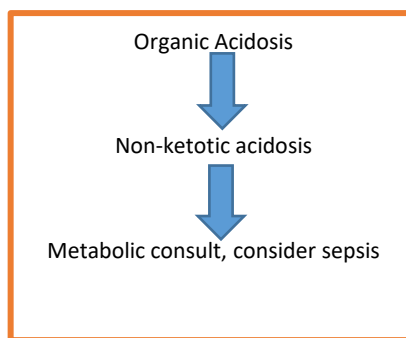 Organic Acidosis
Non-ketotic acidosis
Metabolic consult, consider sepsis